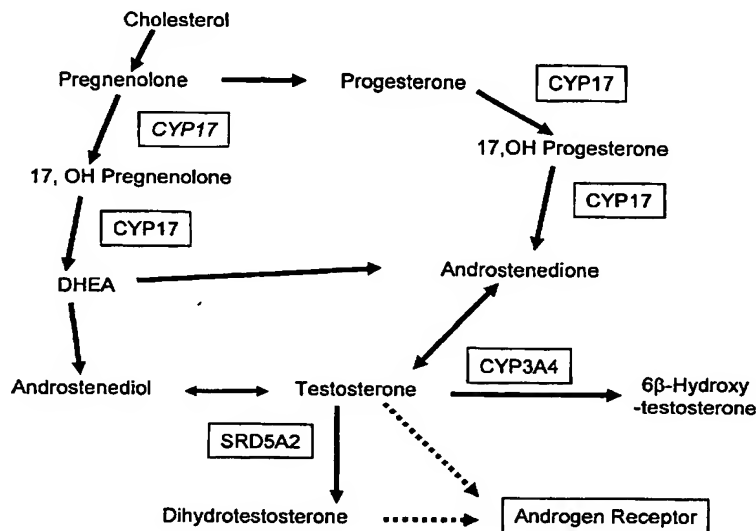 Cholesterol
Pregnenolone
Progesterone
CYP17
CYP17
17, OH Pregnenolone
17,OH Progesterone
CYP17
CYP17
DHEA
Androstenedione
CYP3A4
Androstenediol
Testosterone
6β-Hydroxy
-testosterone
SRD5A2
Dihydrotestosterone
Androgen Receptor